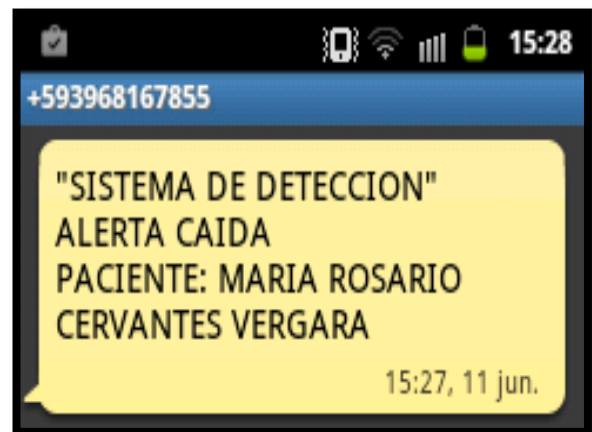 15:28
+593968167855
"SISTEMA DE DETECCION"
ALERTA CAIDA
PACIENTE: MARIA ROSARIO
CERVANTES VERGARA
15:27, 11 jun.